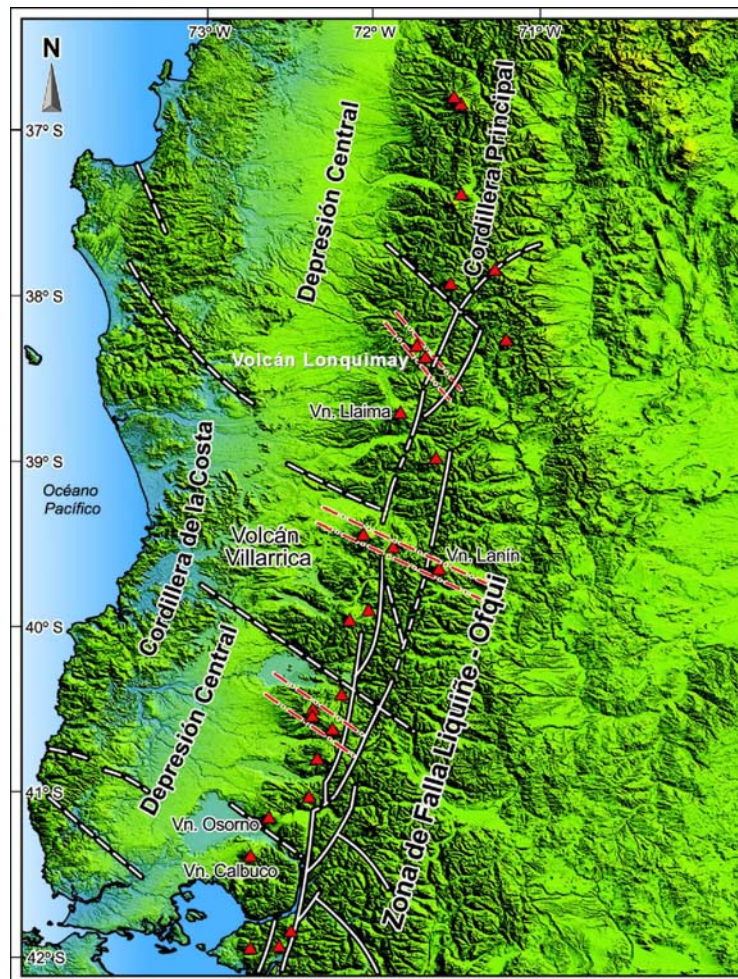 73° W
72° W
71° W
N
37° S
Depresión Central
Cordillera Principal
38° S
Volcán Lonquimay
Vn. Llaima
39° S
Océano
Pacífico
Cordillera de la Costa
Volcán
Villarrica
Vn. Lanín
40° S
Zona de Falla Liquiñe - Ofqui
Depresión Central
41° S
Vn. Osorno
Vn. Calbuco
42° S